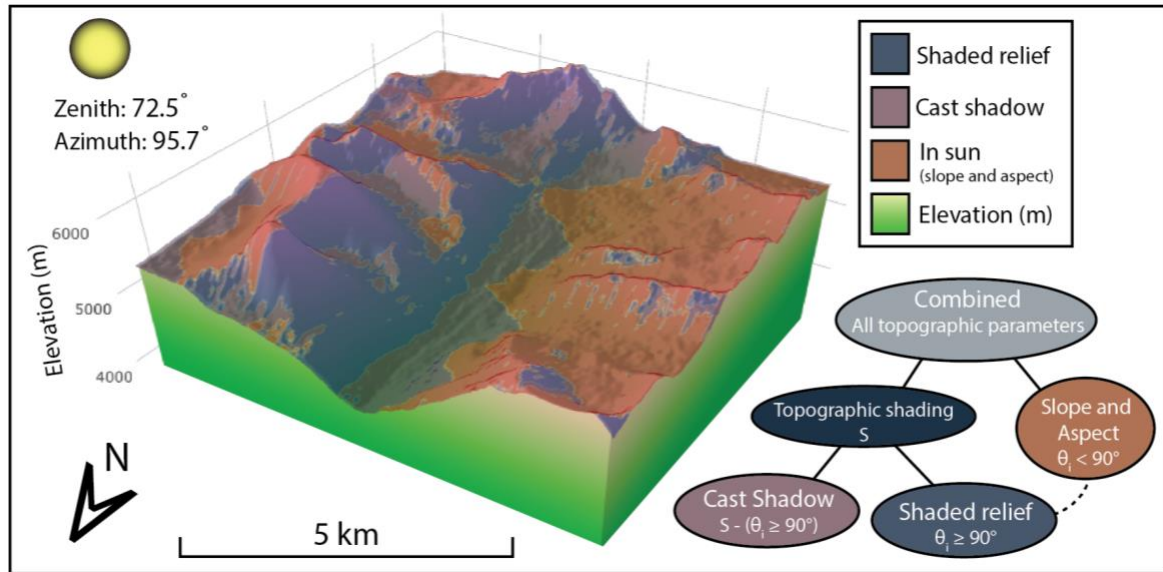 Zenith: 72.5°
Azimuth: 95.7°
6000
5000
4000
Elevation (m)
N
5 km
Shaded relief
Cast shadow
In sun
(slope and aspect)
Elevation (m)
Combined
All topographic parameters
Topographic shading
S
Slope and
Aspect
θi < 90°
Cast Shadow
S - (θi ≥ 90°)
Shaded relief
θi ≥ 90°